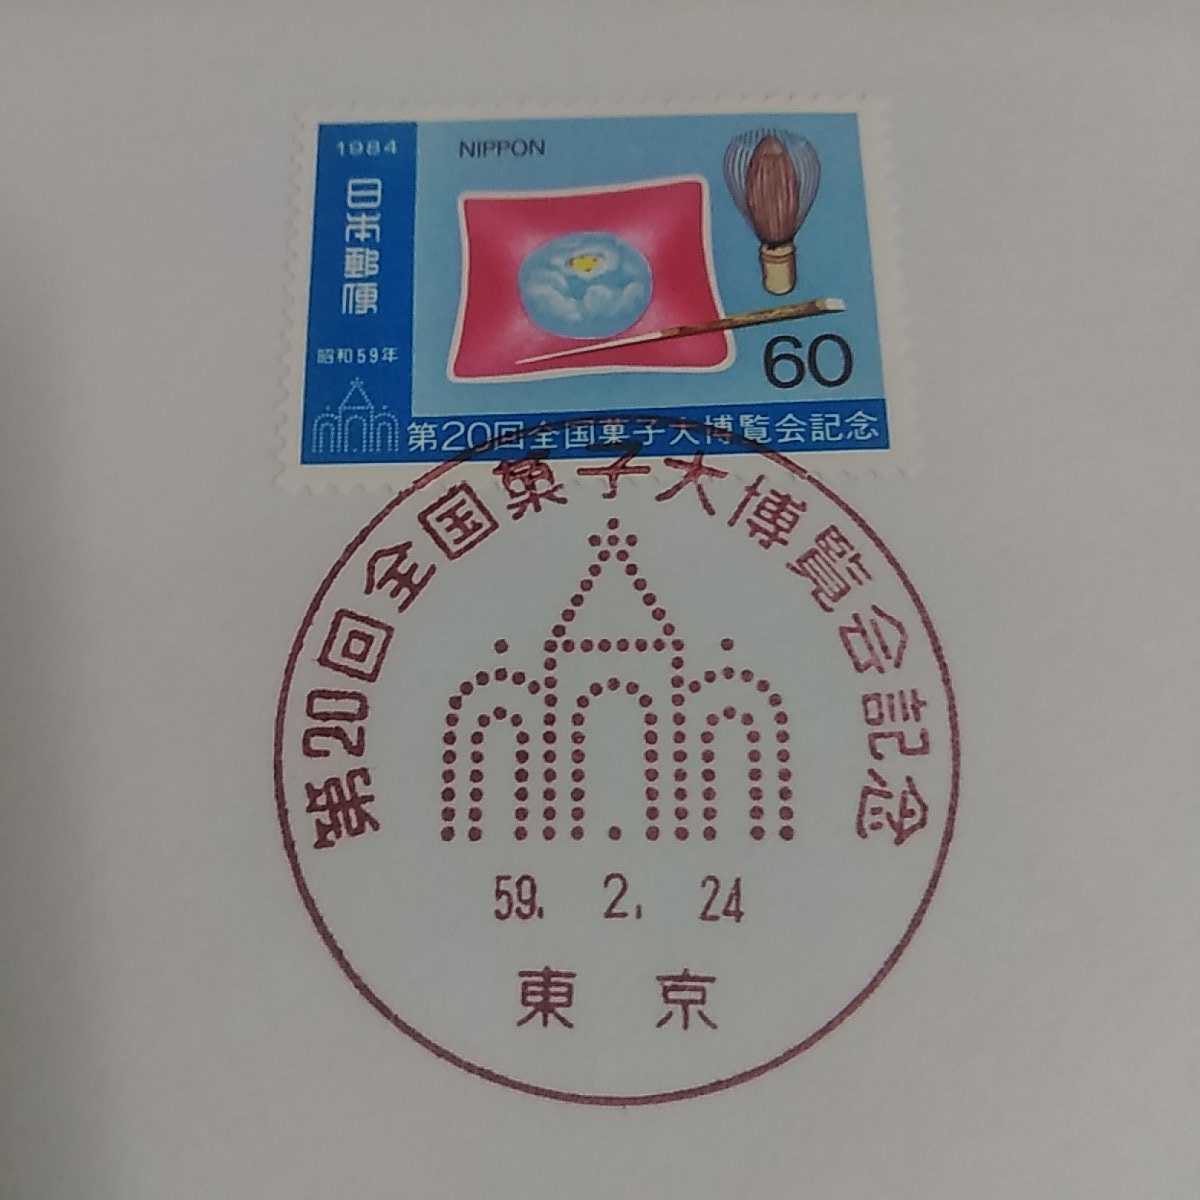 1984
NIPPON
日本郵便
昭和59年
60
第20回全国菓子大博覧会記念
第20回全国菓子大博覧会記念
59. 2. 24
東京